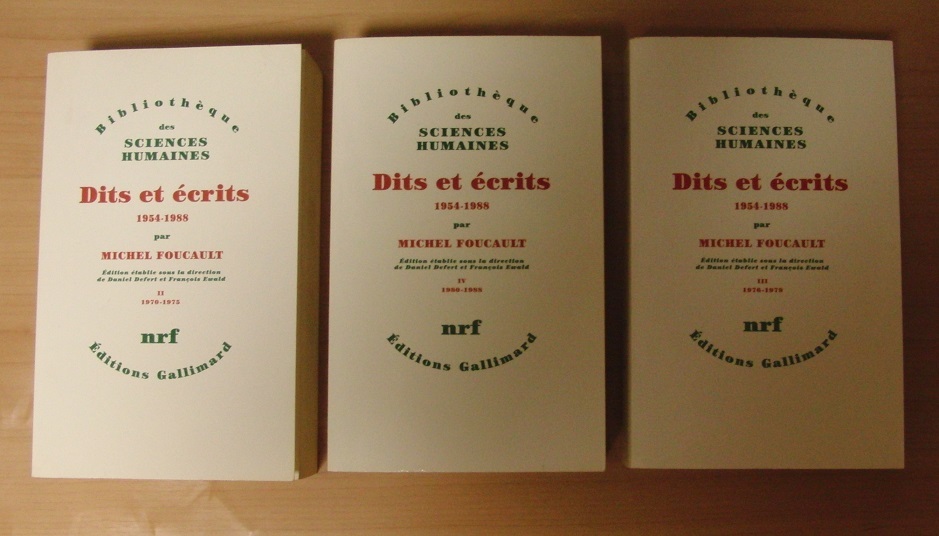 Bibliothèque
des
SCIENCES
HUMAINES
Dits et écrits
1954-1988
par
MICHEL FOUCAULT
Édition établie sous la direction
de Daniel Defert et François Ewald
II
1970-1975
nrf
Éditions Gallimard
Bibliothèque
des
SCIENCES
HUMAINES
Dits et écrits
1954-1988
par
MICHEL FOUCAULT
Édition établie sous la direction
de Daniel Defert et François Ewald
IV
1980-1988
nrf
Éditions Gallimard
Bibliothèque
des
SCIENCES
HUMAINES
Dits et écrits
1954-1988
par
MICHEL FOUCAULT
Édition établie sous la direction
de Daniel Defert et François Ewald
III
1976-1979
nrf
Éditions Gallimard